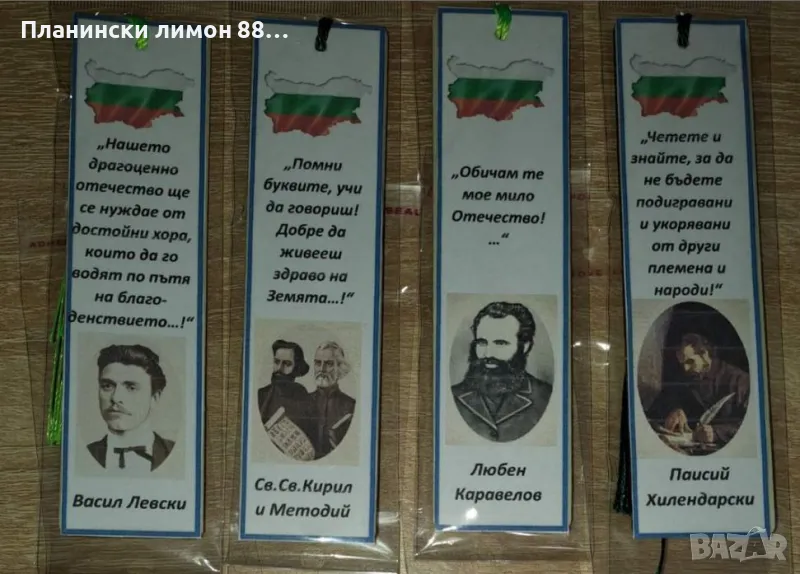 Планински лимон 88...
„Нашето
драгоценно
отечество ще
се нуждае от
достойни хора,
които да го
водят по пътя
на благо-
денствието...!“
Васил Левски
„Помни
буквите, учи
да говориш!
Добре да
живееш
здраво на
Земята...!“
Св.Св.Кирил
и Методий
„Обичам те
мое мило
Отечество!
...“
Любен
Каравелов
„Четете и
знайте, за да
не бъдете
подигравани
и укорявани
от други
племена и
народи!“
Паисий
Хилендарски
BAZAR